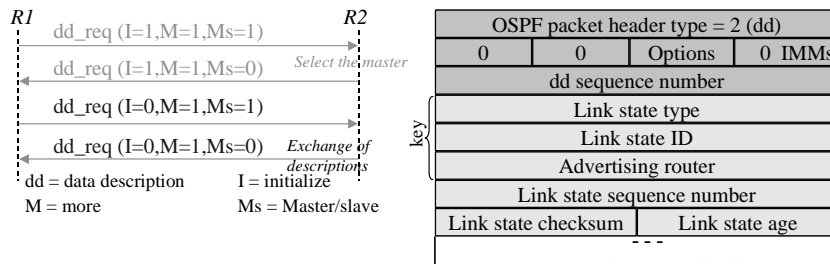 R1 R2
dd_req (I=1,M=1,Ms=1)
Select the master
dd_req (I=1,M=1,Ms=0)
dd_req (I=0,M=1,Ms=1)
dd_req (I=0,M=1,Ms=0)
Exchange of
descriptions
dd = data description I = initialize
M = more Ms = Master/slave
OSPF packet header type = 2 (dd)
0 0 Options 0 IMMs
dd sequence number
key
Link state type
Link state ID
Advertising router
Link state sequence number
Link state checksum Link state age
- - -